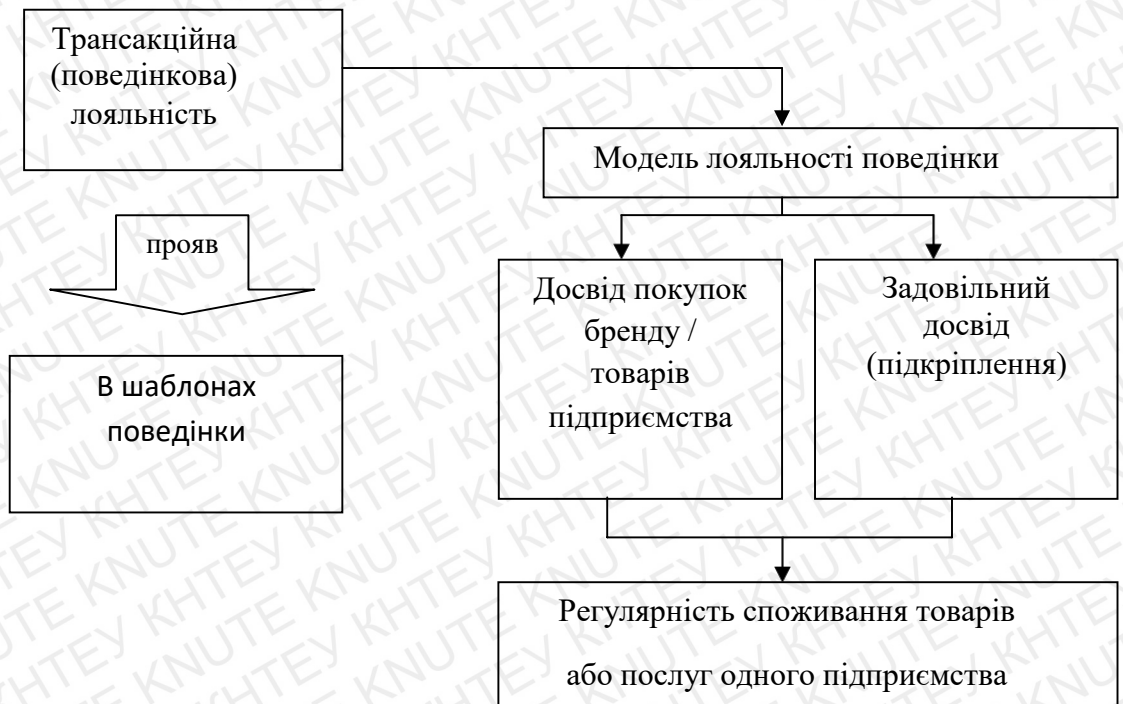 Трансакційна
(поведінкова)
лояльність
Модель лояльності поведінки
прояв
Досвід покупок
бренду /
товарів
підприємства
Задовільний
досвід
(підкріплення)
В шаблонах
поведінки
Регулярність споживання товарів
або послуг одного підприємства